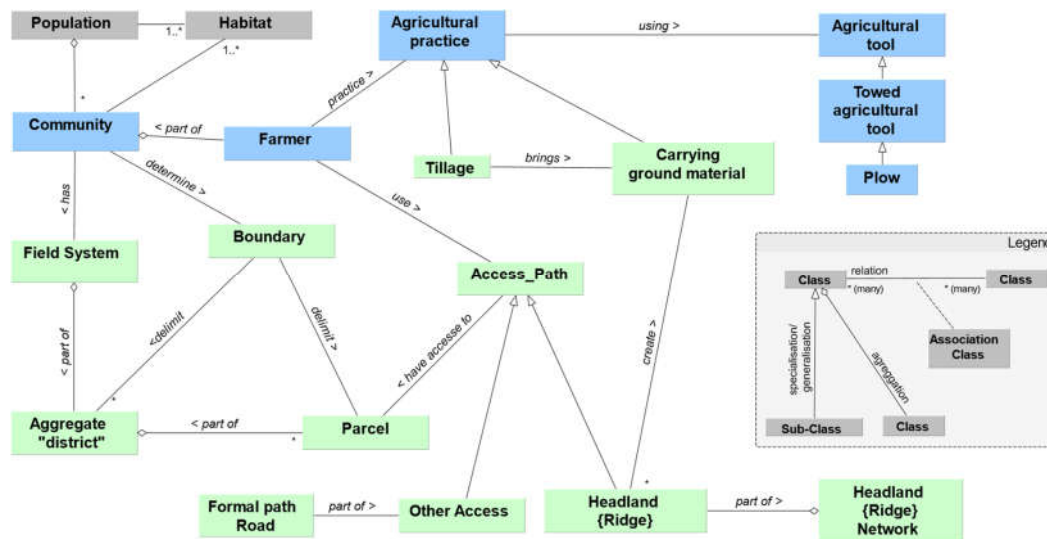 Population
Habitat
1..*
1..*
*
Agricultural
practice
using >
Agricultural
tool
practice >
Community
< part of
Farmer
Towed
agricultural
tool
Tillage
brings >
Carrying
ground material
Plow
determine >
< has
use >
Field System
Boundary
Access_Path
<delimit
delimit >
< have accesse to
create >
< part of
*
Aggregate
"district"
< part of
*
Parcel
Formal path
Road
part of >
Other Access
*
Headland
{Ridge}
part of >
Headland
{Ridge}
Network
Legend
Class
relation
* (many)
* (many)
Class
specialisation/
generalisation
agreggation
Association
Class
Sub-Class
Class